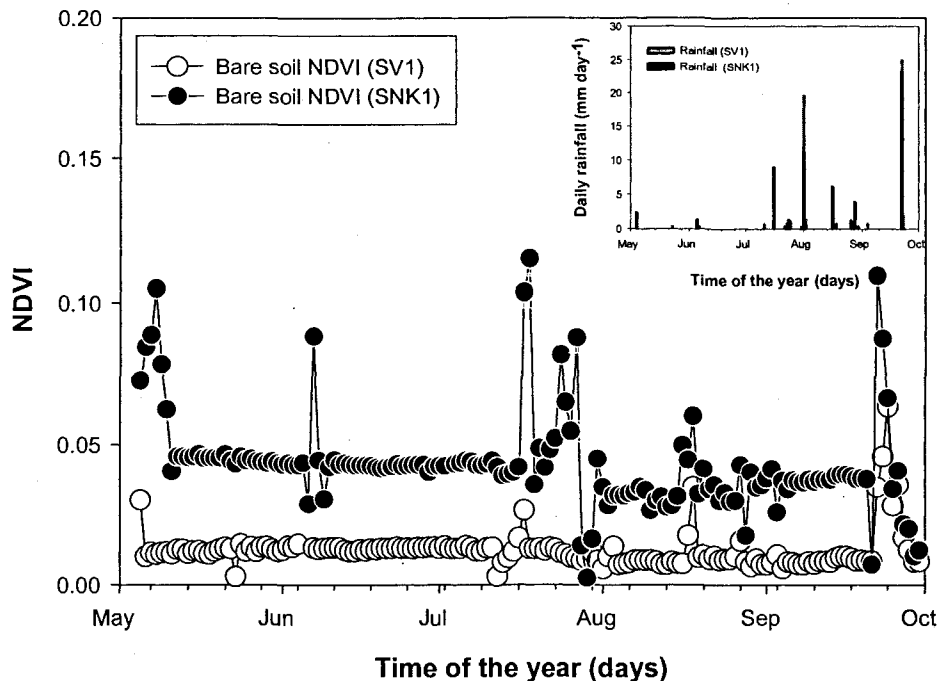 0.20
0.15
0.10
0.05
0.00
NDVI
Bare soil NDVI (SV1)
Bare soil NDVI (SNK1)
May
Jun
Jul
Aug
Sep
Oct
Time of the year (days)
30
25
20
15
10
5
0
Daily rainfall (mm day-1)
Rainfall (SV1)
Rainfall (SNK1)
May
Jun
Jul
Aug
Sep
Oct
Time of the year (days)